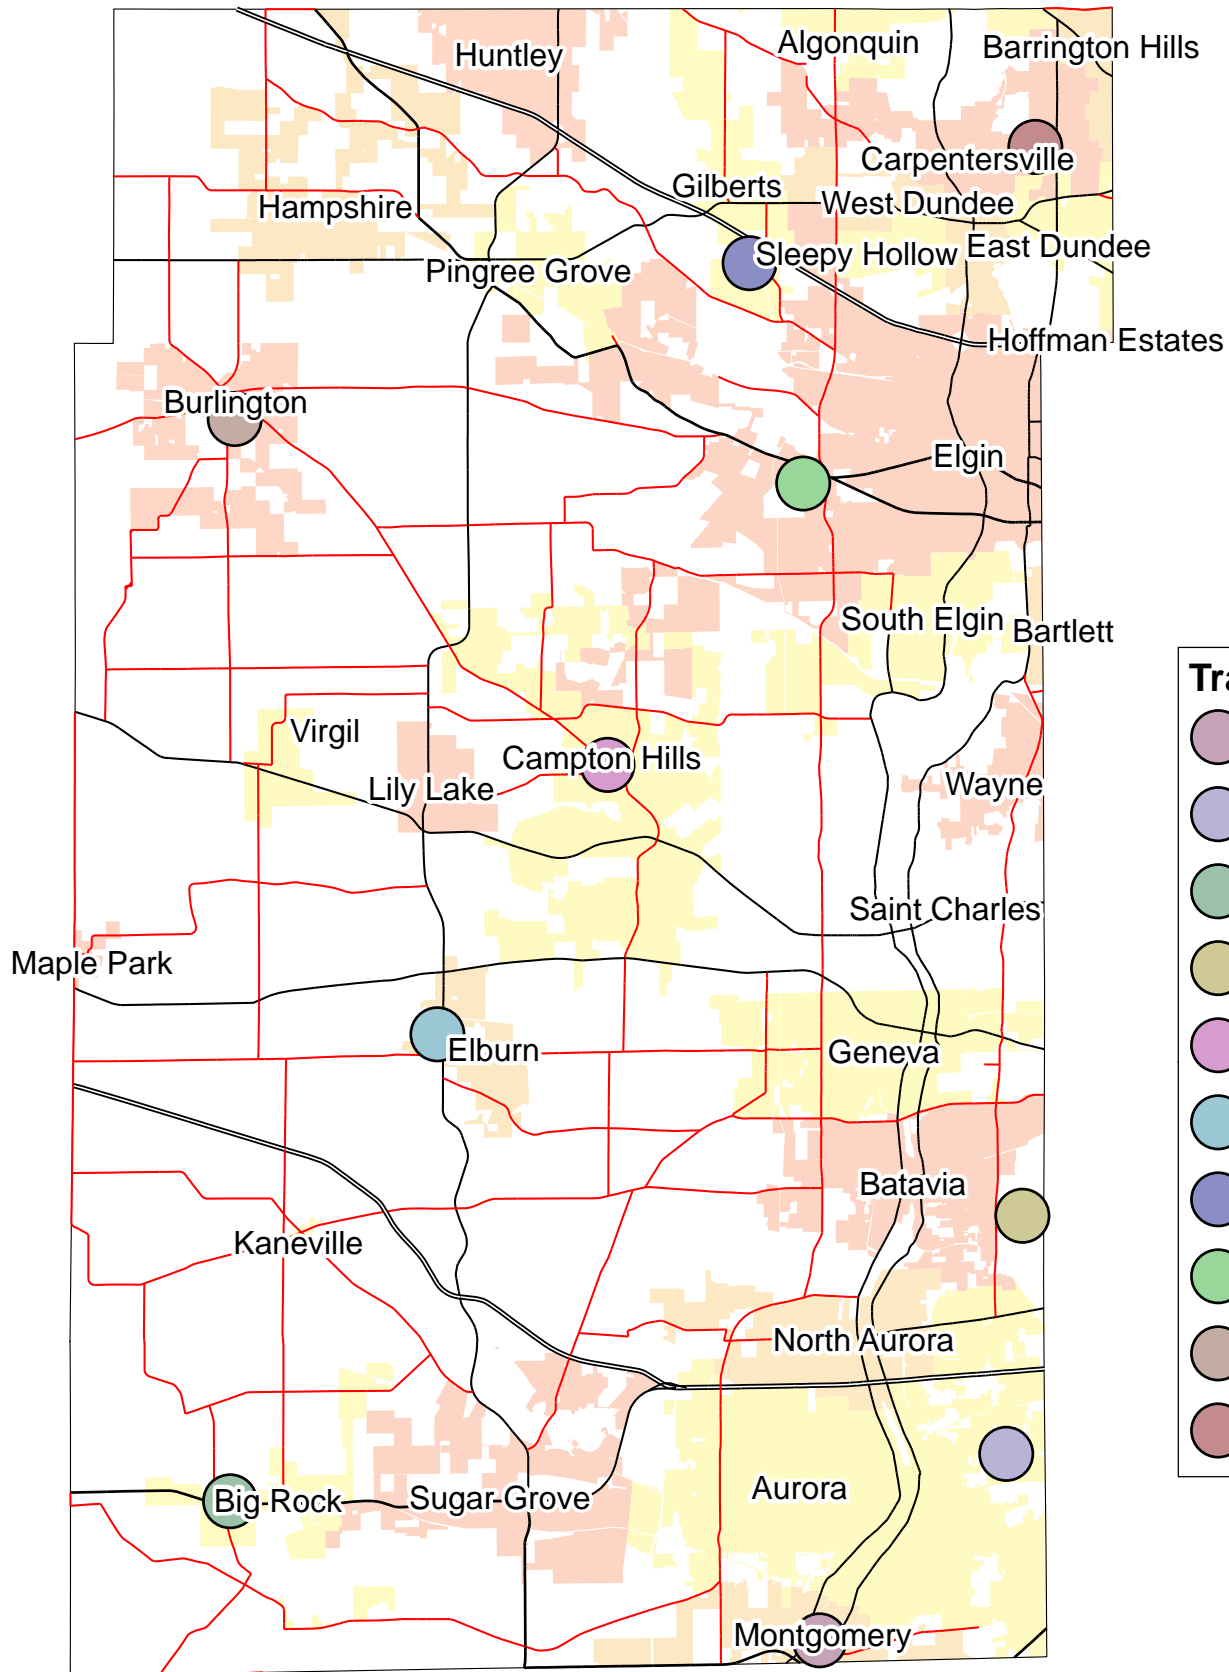 Huntley
Algonquin
Barrington Hills
Carpentersville
Gilberts
Hampshire
West Dundee
Sleepy Hollow
East Dundee
Pingree Grove
Hoffman Estates
Burlington
Elgin
South Elgin
Bartlett
Virgil
Campton Hills
Lily Lake
Wayne
Saint Charles
Maple Park
Elburn
Geneva
Batavia
Kaneville
North Aurora
Aurora
Big Rock
Sugar Grove
Montgomery
Tra